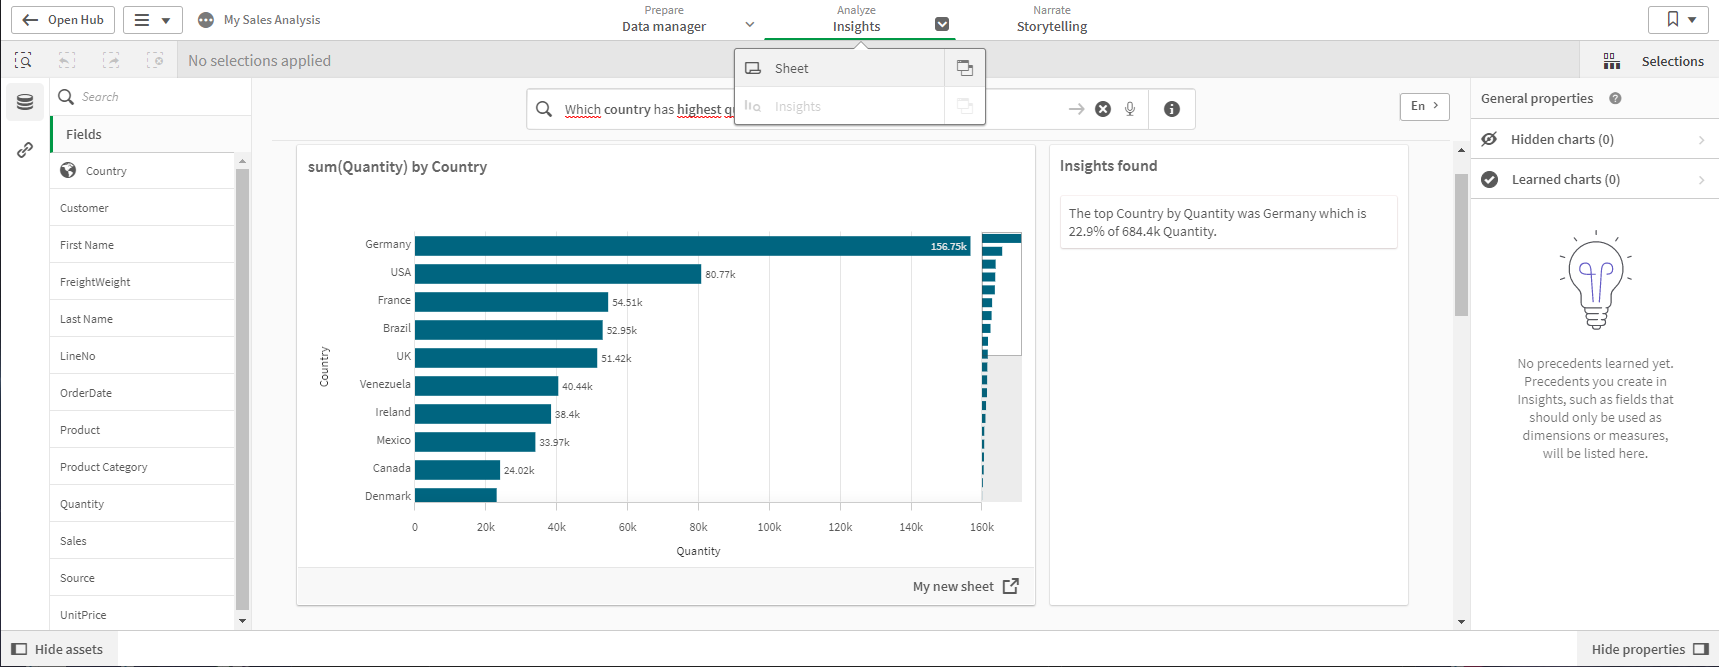 Open Hub
My Sales Analysis
Prepare
Data manager
Analyze
Insights
Narrate
Storytelling
No selections applied
Selections
Sheet
Insights
Search
Fields
Country
Customer
First Name
FreightWeight
Last Name
LineNo
OrderDate
Product
Product Category
Quantity
Sales
Source
UnitPrice
Which country has highest
En
sum(Quantity) by Country
Country
Germany 156.75k
USA 80.77k
France 54.51k
Brazil 52.95k
UK 51.42k
Venezuela 40.44k
Ireland 38.4k
Mexico 33.97k
Canada 24.02k
Denmark
0 20k 40k 60k 80k 100k 120k 140k 160k
Quantity
My new sheet
Insights found
The top Country by Quantity was Germany which is
22.9% of 684.4k Quantity.
General properties
Hidden charts (0)
Learned charts (0)
No precedents learned yet.
Precedents you create in
Insights, such as fields that
should only be used as
dimensions or measures,
will be listed here.
Hide assets
Hide properties